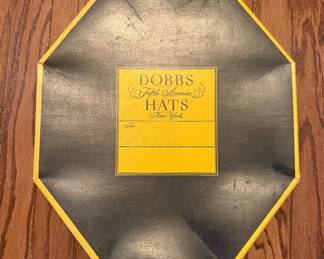 DOBBS
Fifth Avenue
HATS
New York